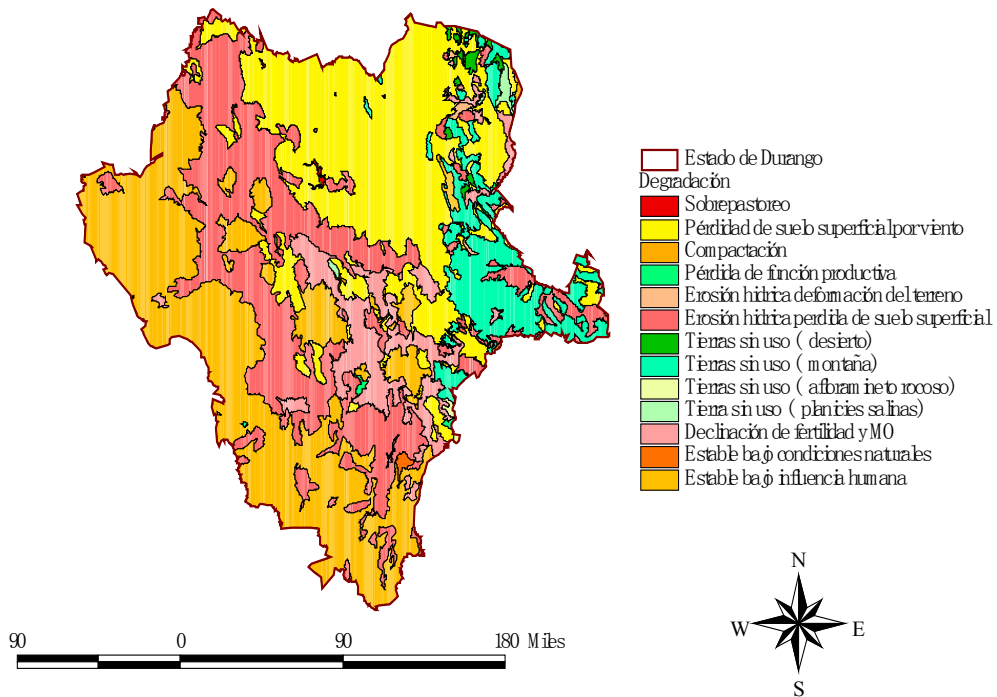 Estado de Durango
Degradación
Sobrepastoreo
Pérdidad de suelo superficial por viento
Compactación
Pérdida de función productiva
Erosión hídrica deformación del terreno
Erosión hídrica perdida de suelo superficial
Tierras sin uso ( desierto)
Tierras sin uso ( montaña)
Tierras sin uso ( afloramineto rocoso)
Tierra sin uso ( planicies salinas)
Declinación de fertilidad y MO
Estable bajo condiciones naturales
Estable bajo influencia humana
N
W E
S
90 0 90 180 Miles